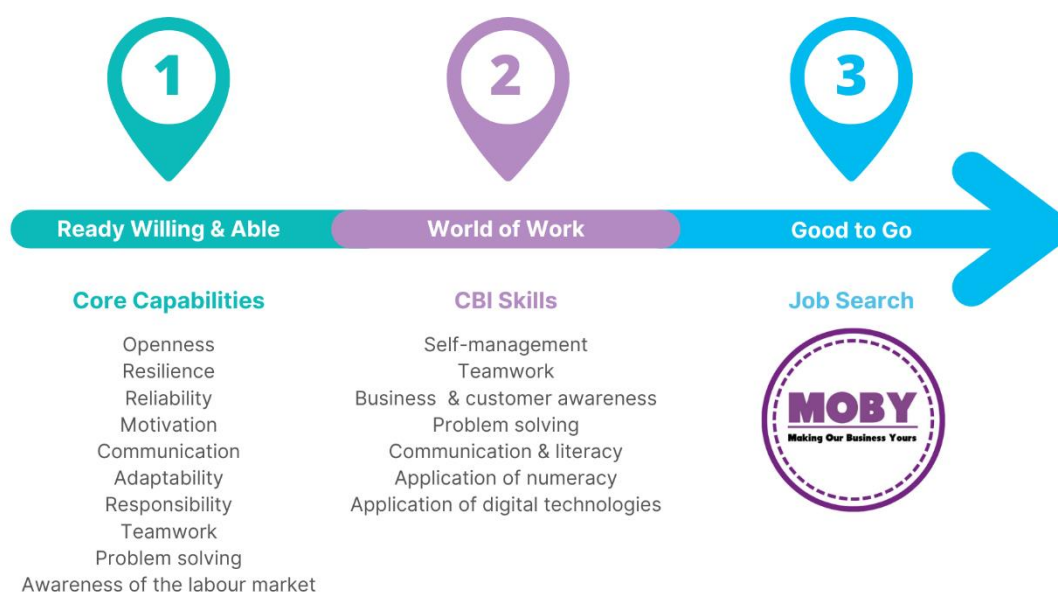 1
2
3
Ready Willing & Able
World of Work
Good to Go
Core Capabilities
Openness
Resilience
Reliability
Motivation
Communication
Adaptability
Responsibility
Teamwork
Problem solving
Awareness of the labour market
CBI Skills
Self-management
Teamwork
Business & customer awareness
Problem solving
Communication & literacy
Application of numeracy
Application of digital technologies
Job Search
MOBY
Making Our Business Yours